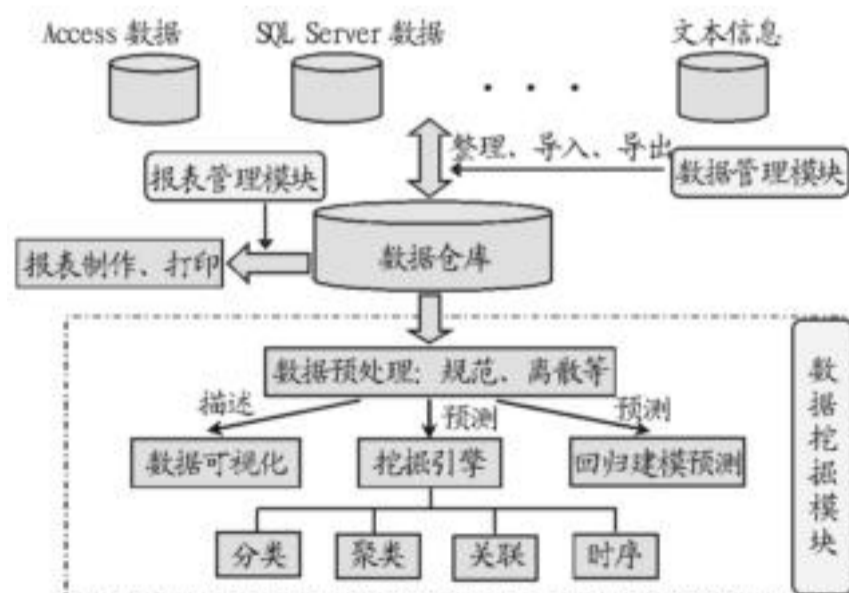 Access 数据
SQL Server 数据
文本信息
· · ·
整理、导入、导出
报表管理模块
数据管理模块
报表制作、打印
数据仓库
数据预处理：规范、离散等
描述
预测
预测
数据可视化
挖掘引擎
回归建模预测
分类
聚类
关联
时序
数据挖掘模块